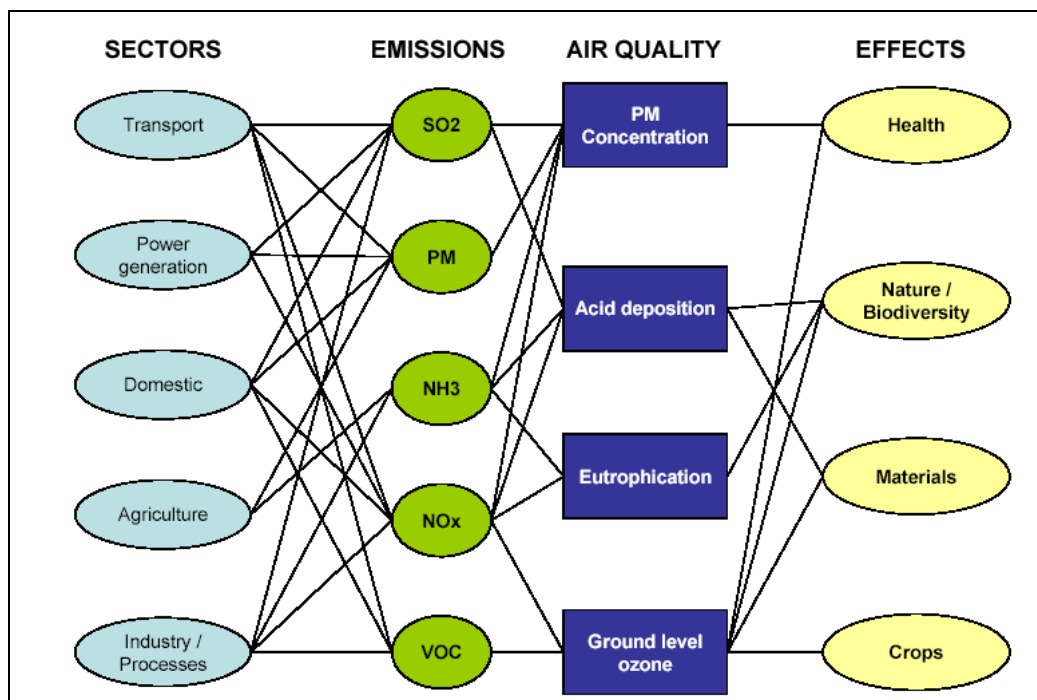 SECTORS
EMISSIONS
AIR QUALITY
EFFECTS
Transport
SO2
PM
Concentration
Health
Power
generation
PM
Acid deposition
Nature /
Biodiversity
Domestic
NH3
Eutrophication
Materials
Agriculture
NOx
Industry /
Processes
VOC
Ground level
ozone
Crops